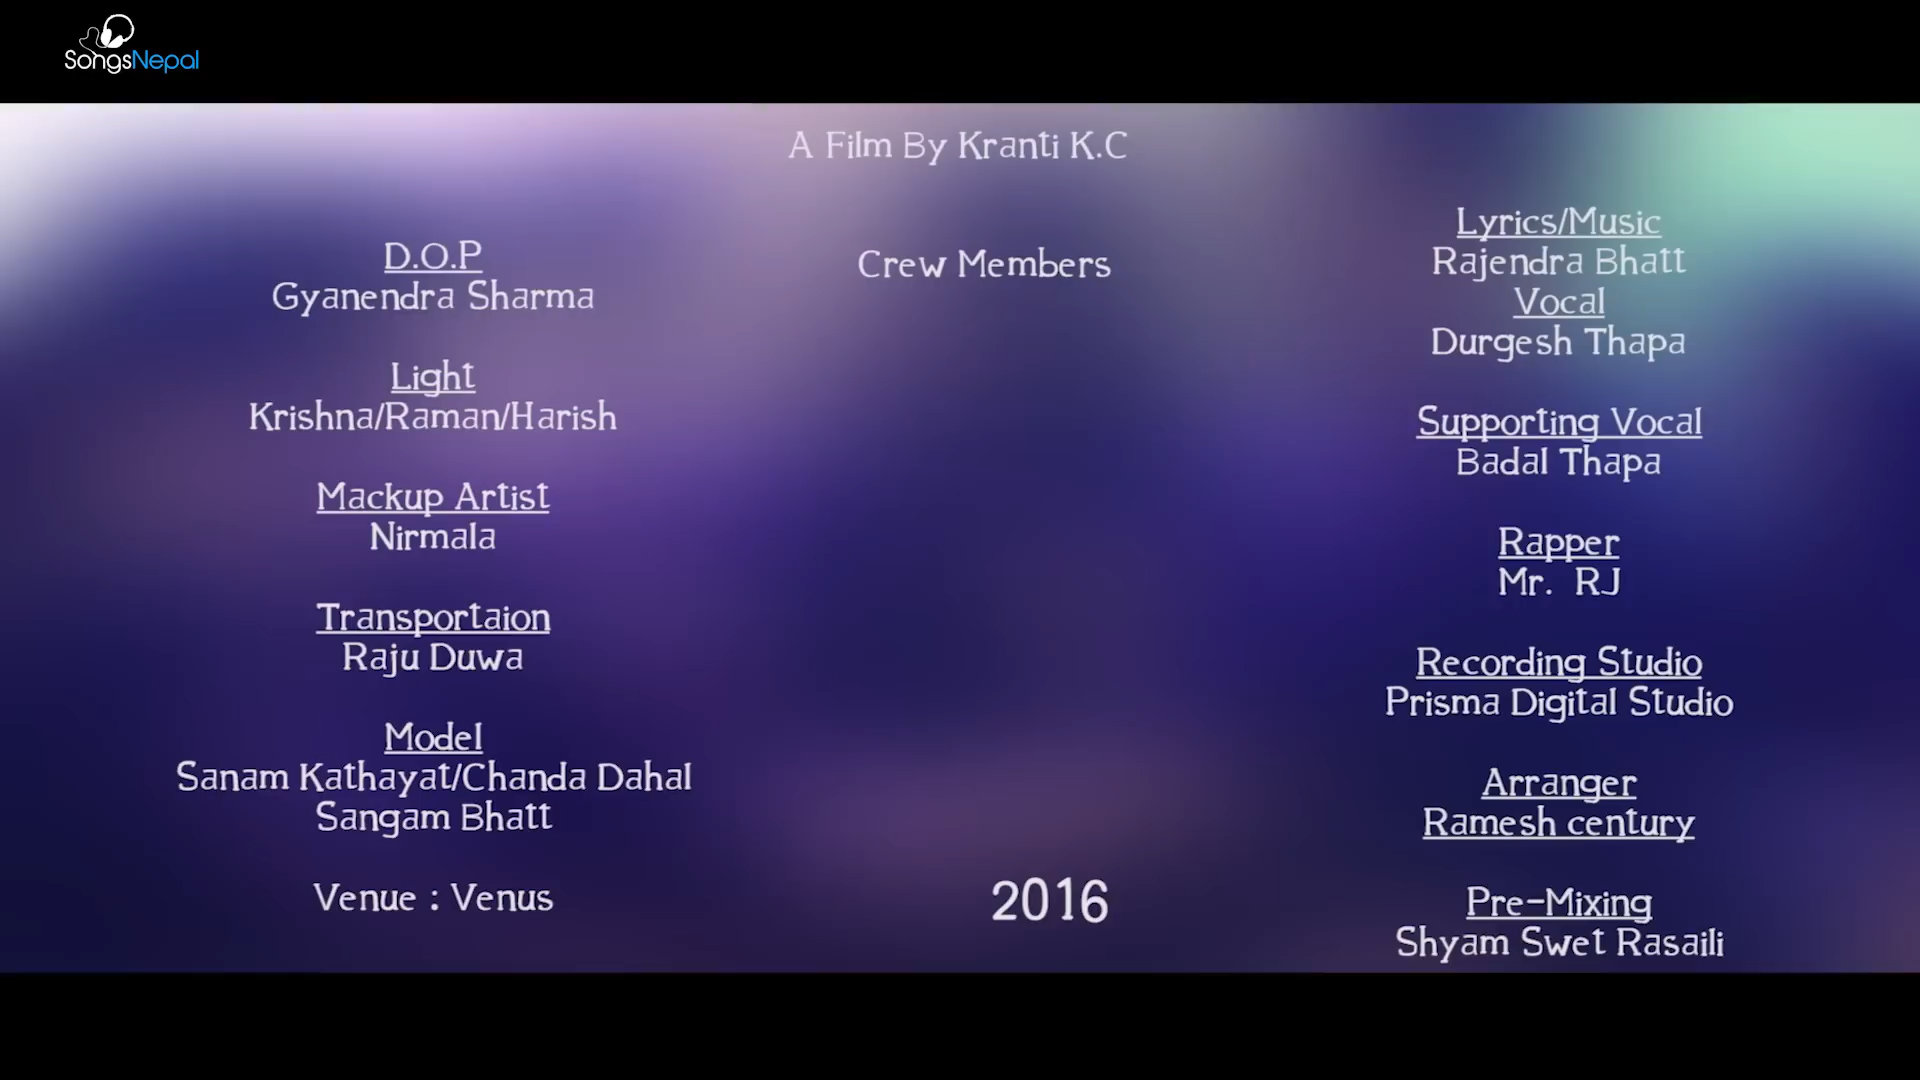 SongsNepal
A Film By Kranti K.C
Crew Members
D.O.P
Gyanendra Sharma
Light
Krishna/Raman/Harish
Mackup Artist
Nirmala
Transportaion
Raju Duwa
Model
Sanam Kathayat/Chanda Dahal
Sangam Bhatt
Venue : Venus
2016
Lyrics/Music
Rajendra Bhatt
Vocal
Durgesh Thapa
Supporting Vocal
Badal Thapa
Rapper
Mr. RJ
Recording Studio
Prisma Digital Studio
Arranger
Ramesh century
Pre-Mixing
Shyam Swet Rasaili